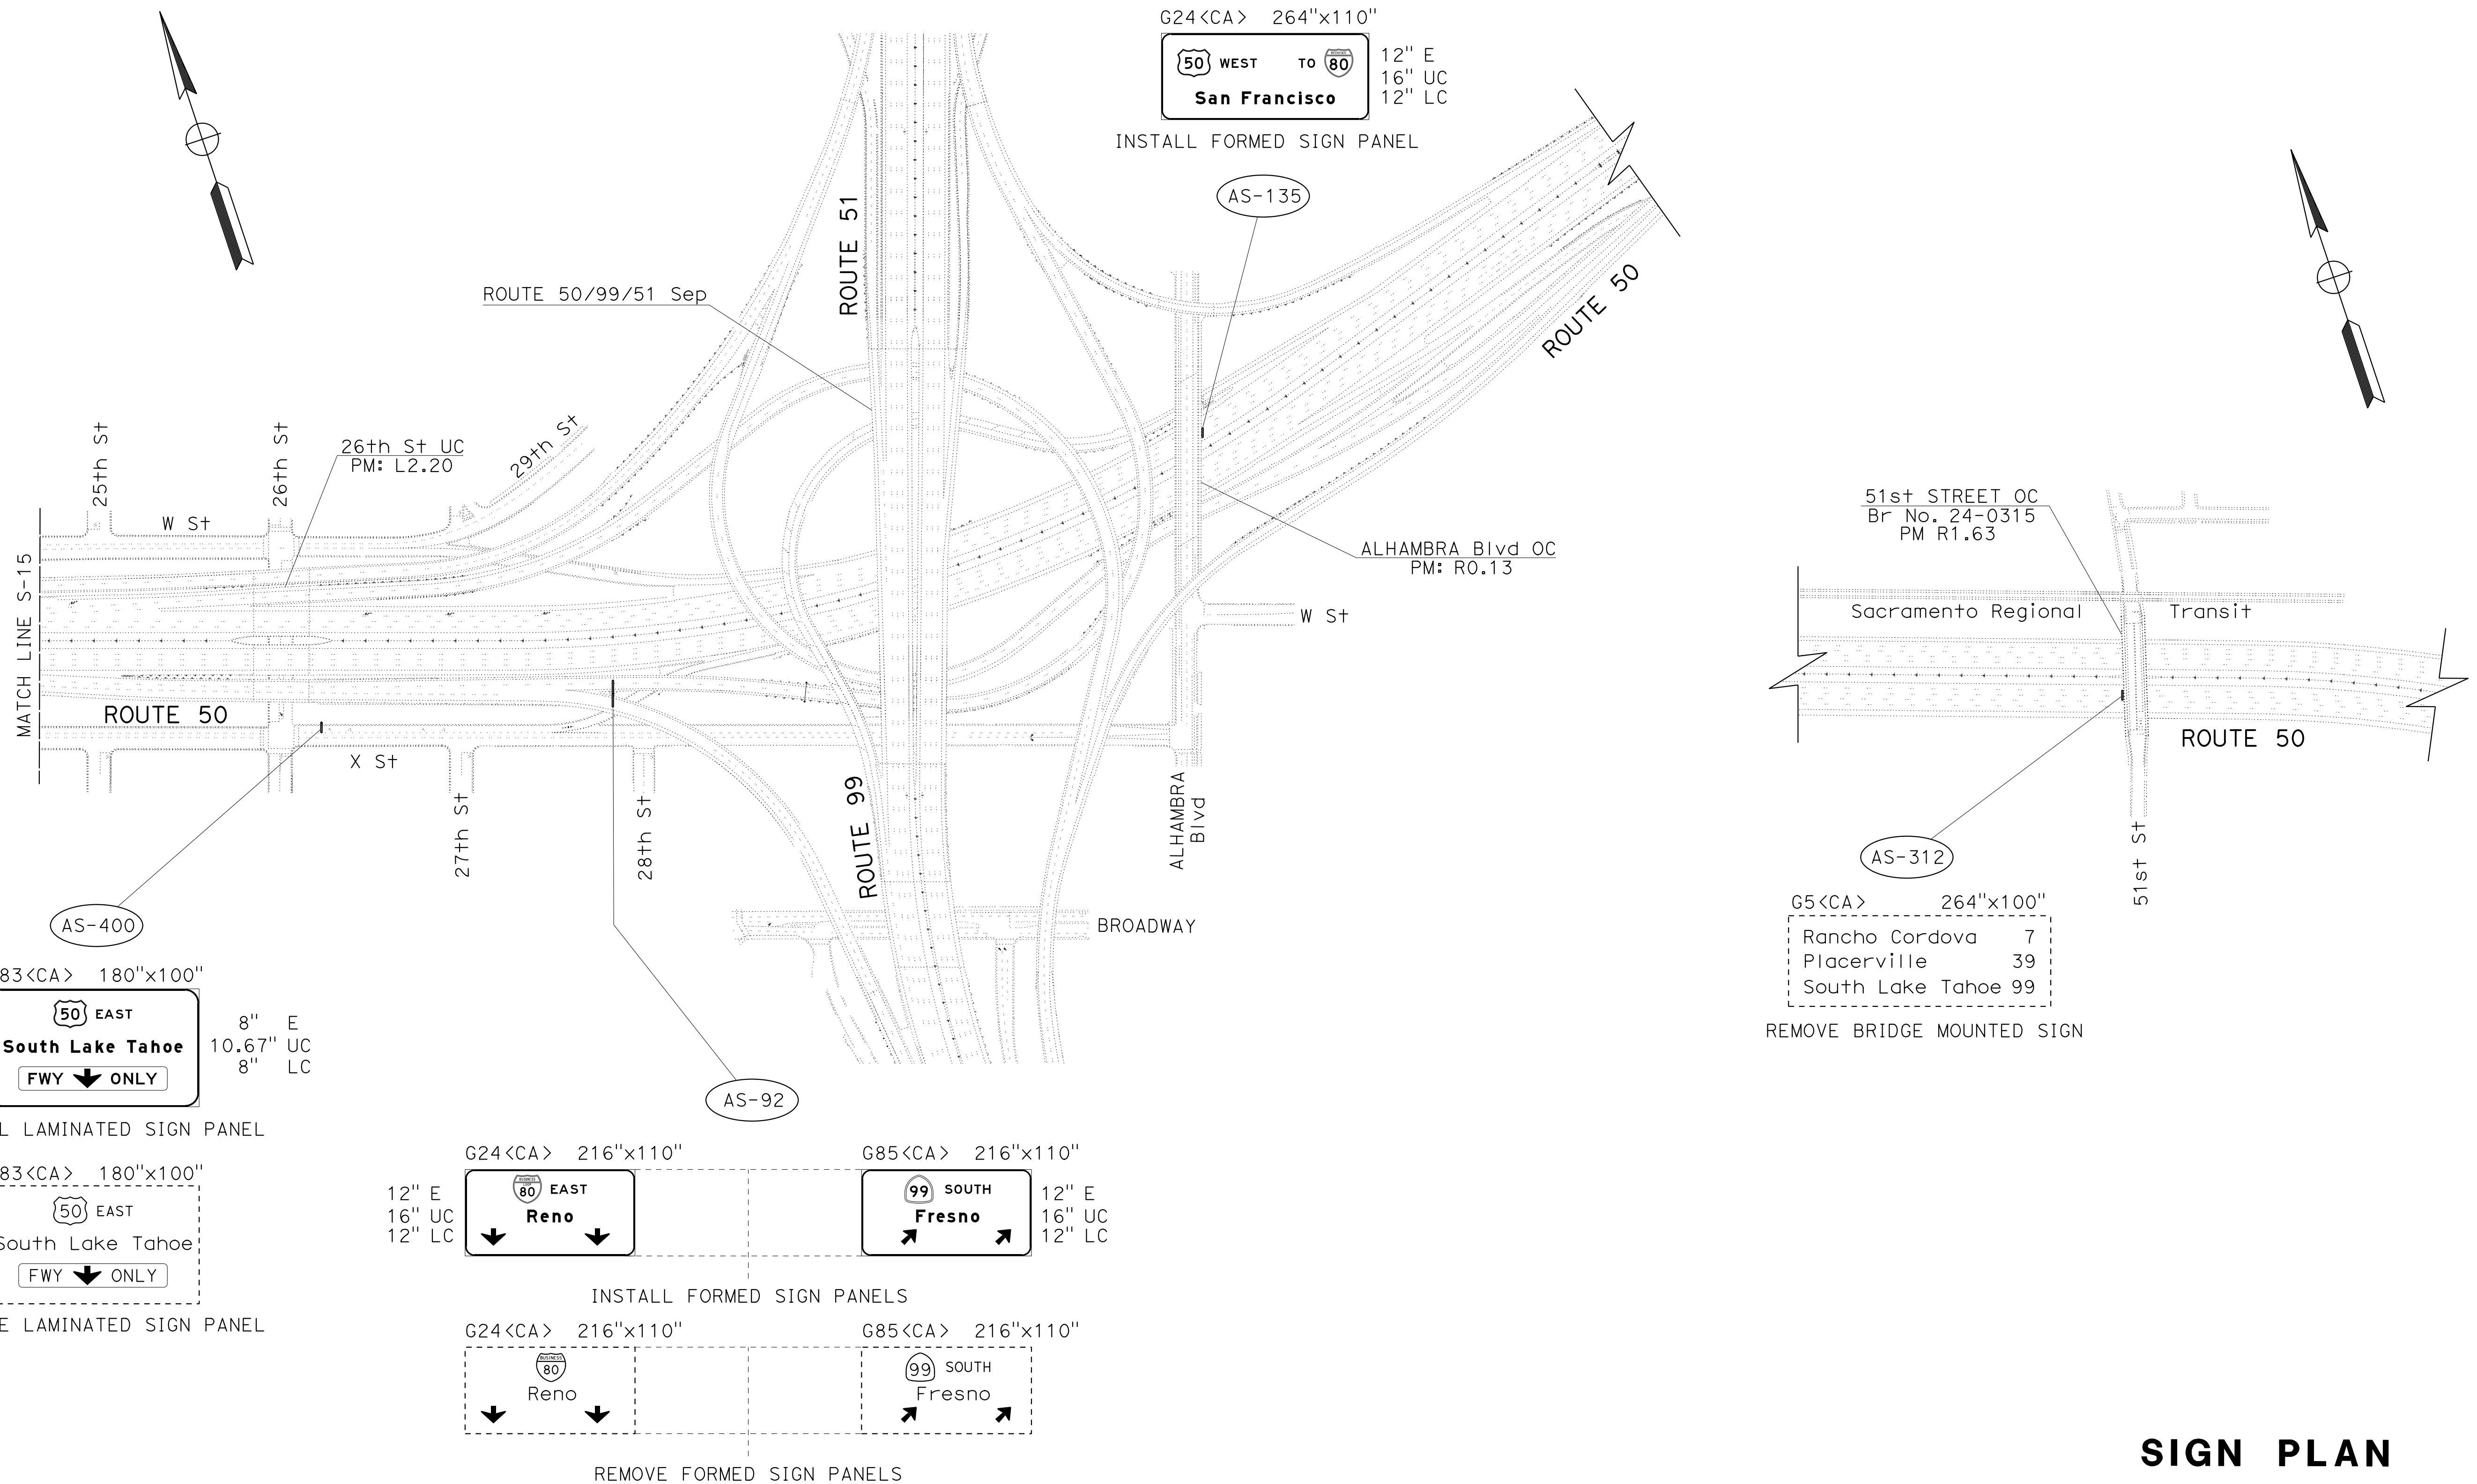 G24<CA> 264"x110"
50 WEST TO 80
San Francisco
12" E
16" UC
12" LC
INSTALL FORMED SIGN PANEL
AS-135
ROUTE 51
ROUTE 50/99/51 Sep
ROUTE 50
25th St
26th St
26th St UC
PM: L2.20
29th St
W St
MATCH LINE S-15
ROUTE 50
X St
27th St
28th St
ROUTE 99
ALHAMBRA
Blvd
ALHAMBRA Blvd OC
PM: R0.13
W St
BROADWAY
51st STREET OC
Br No. 24-0315
PM R1.63
Sacramento Regional Transit
ROUTE 50
51st St
AS-312
G5<CA> 264"x100"
Rancho Cordova 7
Placerville 39
South Lake Tahoe 99
REMOVE BRIDGE MOUNTED SIGN
AS-400
83<CA> 180"x100"
50 EAST
South Lake Tahoe
FWY ONLY
8" E
10.67" UC
8" LC
L LAMINATED SIGN PANEL
83<CA> 180"x100"
50 EAST
South Lake Tahoe
FWY ONLY
E LAMINATED SIGN PANEL
AS-92
G24<CA> 216"x110"
12" E
16" UC
12" LC
BUSINESS
LOOP
80 EAST
Reno
G85<CA> 216"x110"
99 SOUTH
Fresno
12" E
16" UC
12" LC
INSTALL FORMED SIGN PANELS
G24<CA> 216"x110"
BUSINESS
80
Reno
G85<CA> 216"x110"
99 SOUTH
Fresno
REMOVE FORMED SIGN PANELS
SIGN PLAN